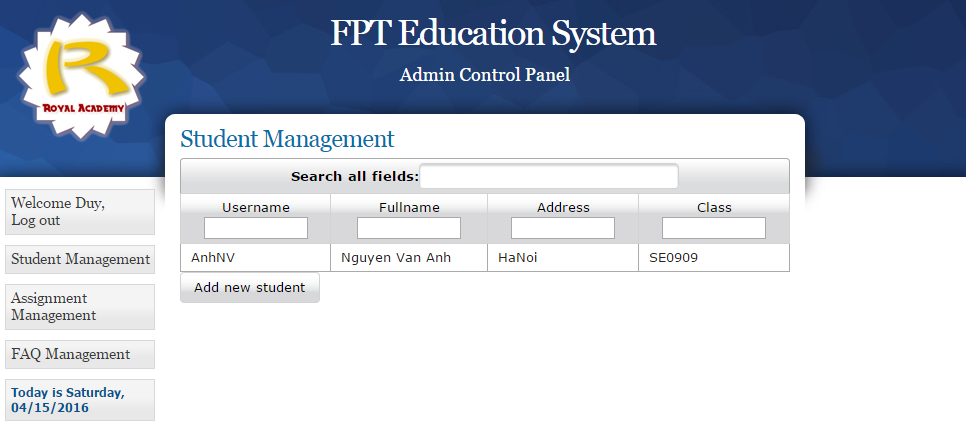 FPT Education System
Admin Control Panel
R
ROYAL ACADEMY
Welcome Duy,
Log out
Student Management
Assignment
Management
FAQ Management
Today is Saturday,
04/15/2016
Student Management
Search all fields:
Username Fullname Address Class
AnhNV Nguyen Van Anh HaNoi SE0909
Add new student